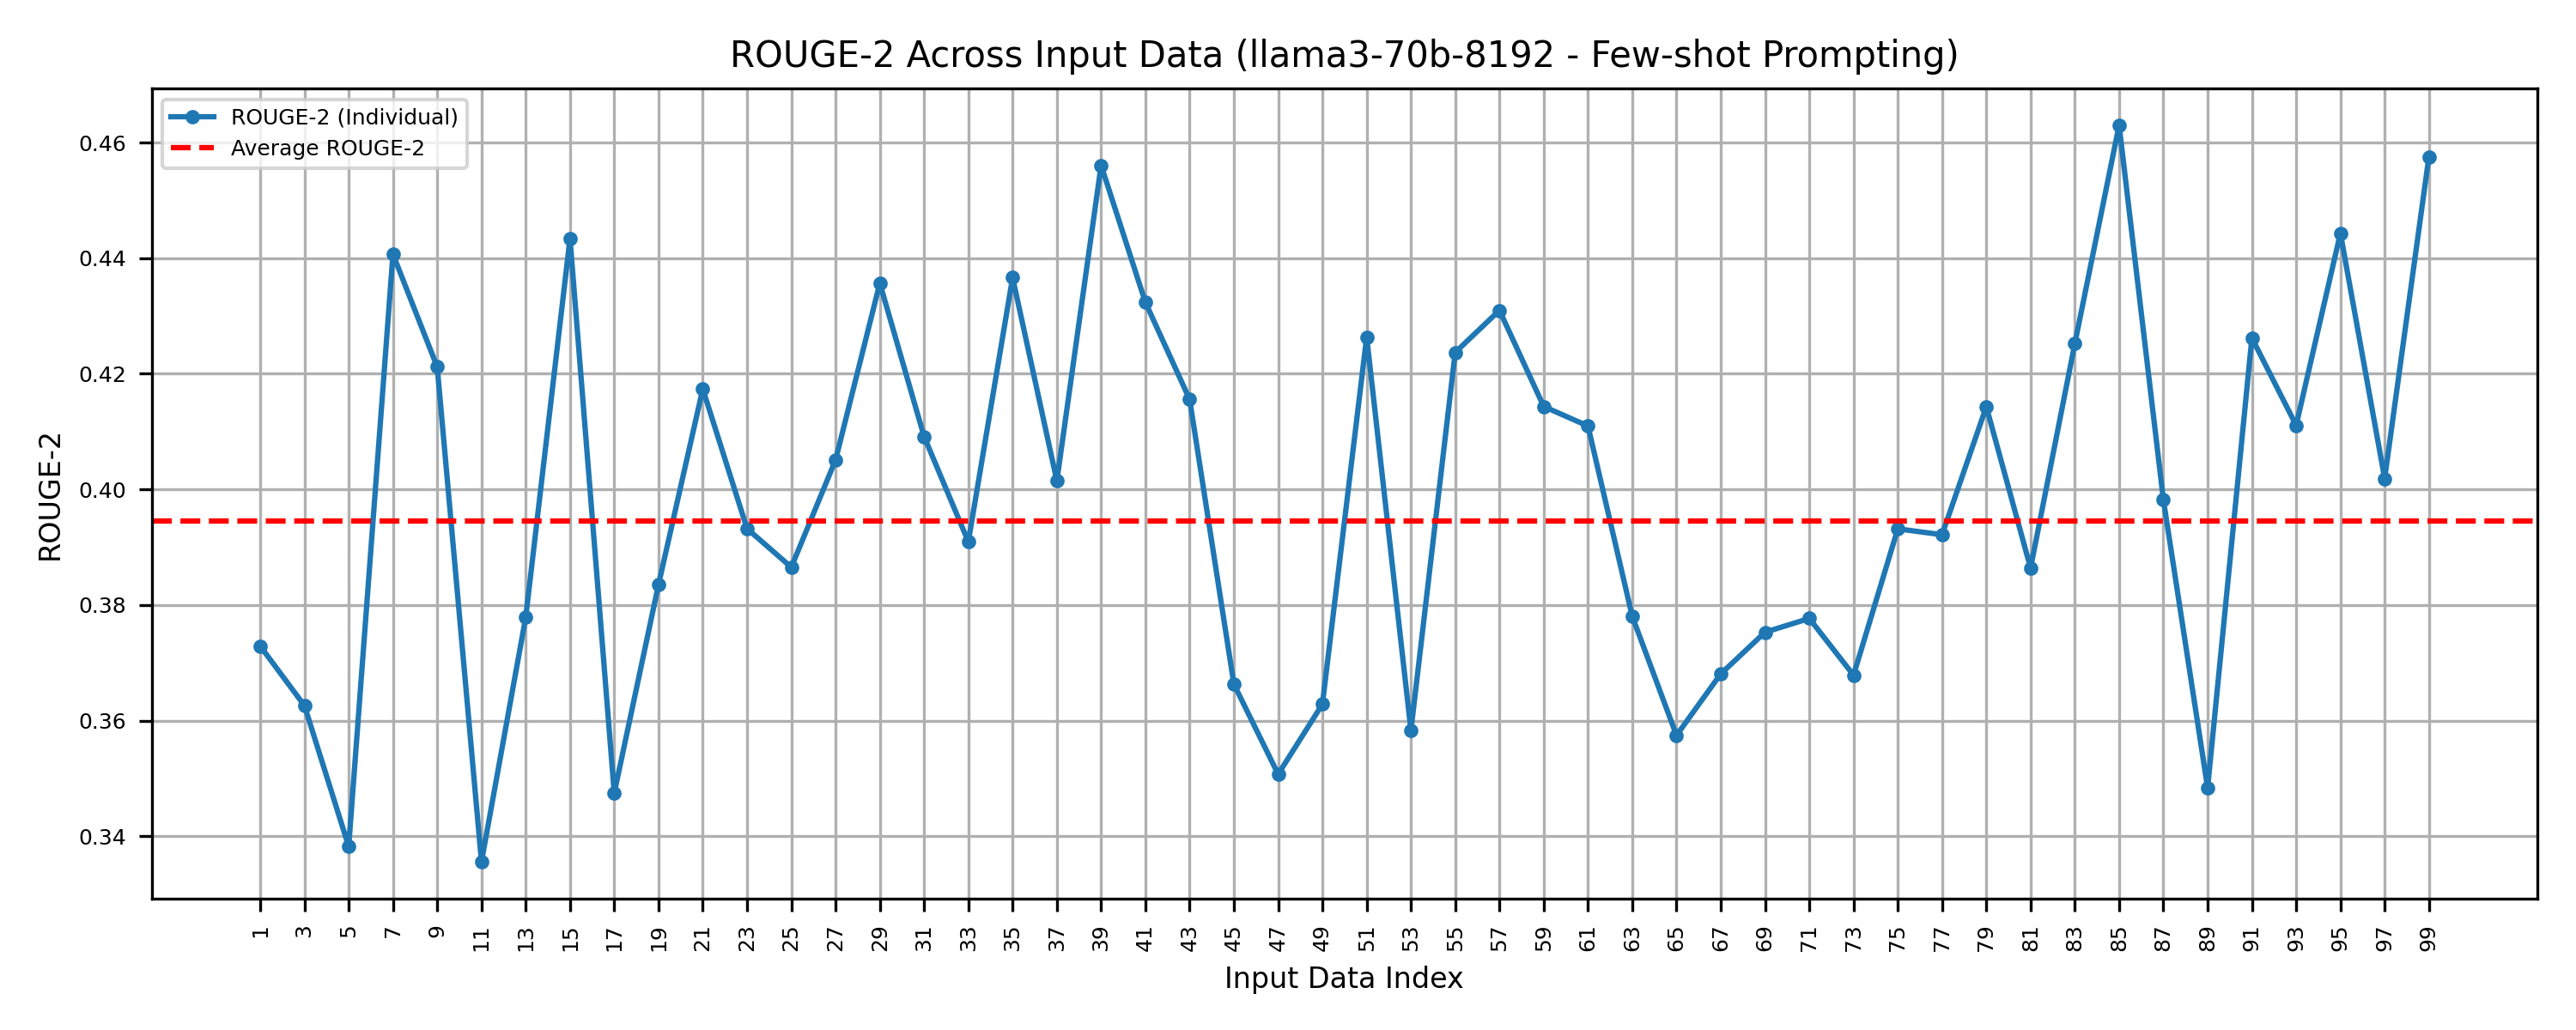 ROUGE-2 Across Input Data (llama3-70b-8192 - Few-shot Prompting)
ROUGE-2 (Individual)
Average ROUGE-2
0.46
0.44
0.42
0.40
0.38
0.36
0.34
ROUGE-2
1 3 5 7 9 11 13 15 17 19 21 23 25 27 29 31 33 35 37 39 41 43 45 47 49 51 53 55 57 59 61 63 65 67 69 71 73 75 77 79 81 83 85 87 89 91 93 95 97 99
Input Data Index